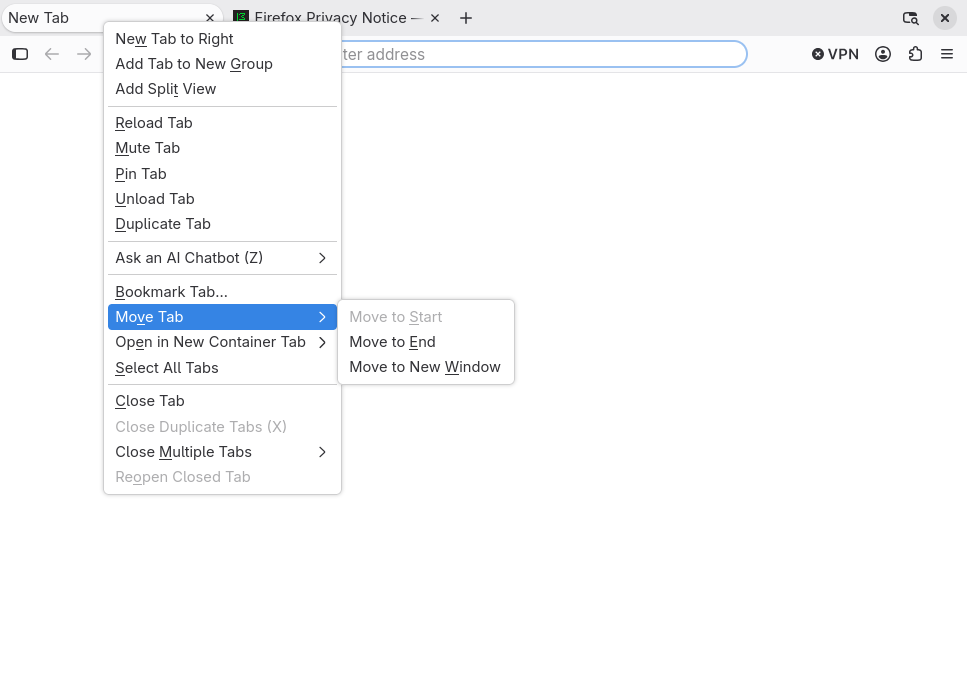 New Tab
Firefox Privacy Notice —
ter address
VPN
New Tab to Right
Add Tab to New Group
Add Split View
Reload Tab
Mute Tab
Pin Tab
Unload Tab
Duplicate Tab
Ask an AI Chatbot (Z)
Bookmark Tab...
Move Tab
Move to Start
Open in New Container Tab
Move to End
Select All Tabs
Move to New Window
Close Tab
Close Duplicate Tabs (X)
Close Multiple Tabs
Reopen Closed Tab